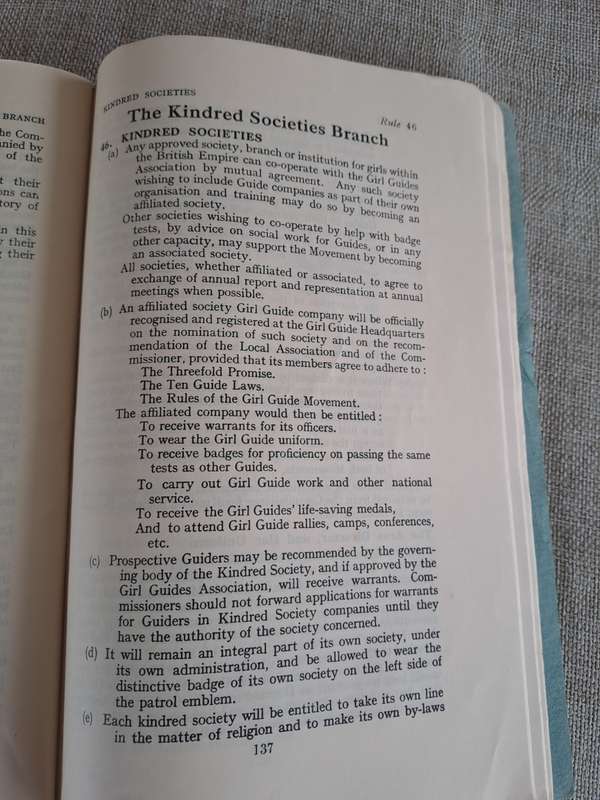 BRANCH
he Com-
nied by
of the
t their
ons can
tory of
n this
y their
g their
KINDRED SOCIETIES
Rule 46
The Kindred Societies Branch
46. KINDRED SOCIETIES
(a) Any approved society, branch or institution for girls within
the British Empire can co-operate with the Girl Guides
Association by mutual agreement. Any such society
wishing to include Guide companies as part of their own
organisation and training may do so by becoming an
affiliated society.
Other societies wishing to co-operate by help with badge
tests, by advice on social work for Guides, or in any
other capacity, may support the Movement by becoming
an associated society.
All societies, whether affiliated or associated, to agree to
exchange of annual report and representation at annual
meetings when possible.
(b) An affiliated society Girl Guide company will be officially
recognised and registered at the Girl Guide Headquarters
on the nomination of such society and on the recom-
mendation of the Local Association and of the Com-
missioner, provided that its members agree to adhere to :
The Threefold Promise.
The Ten Guide Laws.
The Rules of the Girl Guide Movement.
The affiliated company would then be entitled :
To receive warrants for its officers.
To wear the Girl Guide uniform.
To receive badges for proficiency on passing the same
tests as other Guides.
To carry out Girl Guide work and other national
service.
To receive the Girl Guides' life-saving medals,
And to attend Girl Guide rallies, camps, conferences,
etc.
(c) Prospective Guiders may be recommended by the govern-
ing body of the Kindred Society, and if approved by the
Girl Guides Association, will receive warrants. Com-
missioners should not forward applications for warrants
for Guiders in Kindred Society companies until they
have the authority of the society concerned.
(d) It will remain an integral part of its own society, under
its own administration, and be allowed to wear the
distinctive badge of its own society on the left side of
the patrol emblem.
(e) Each kindred society will be entitled to take its own line
in the matter of religion and to make its own by-laws
137